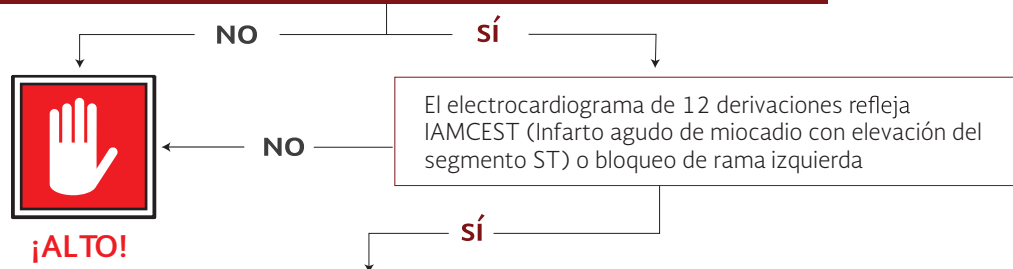 NO
SÍ
El electrocardiograma de 12 derivaciones refleja
IAMCEST (Infarto agudo de miocadio con elevación del
segmento ST) o bloqueo de rama izquierda
NO
¡ALTO!
SÍ